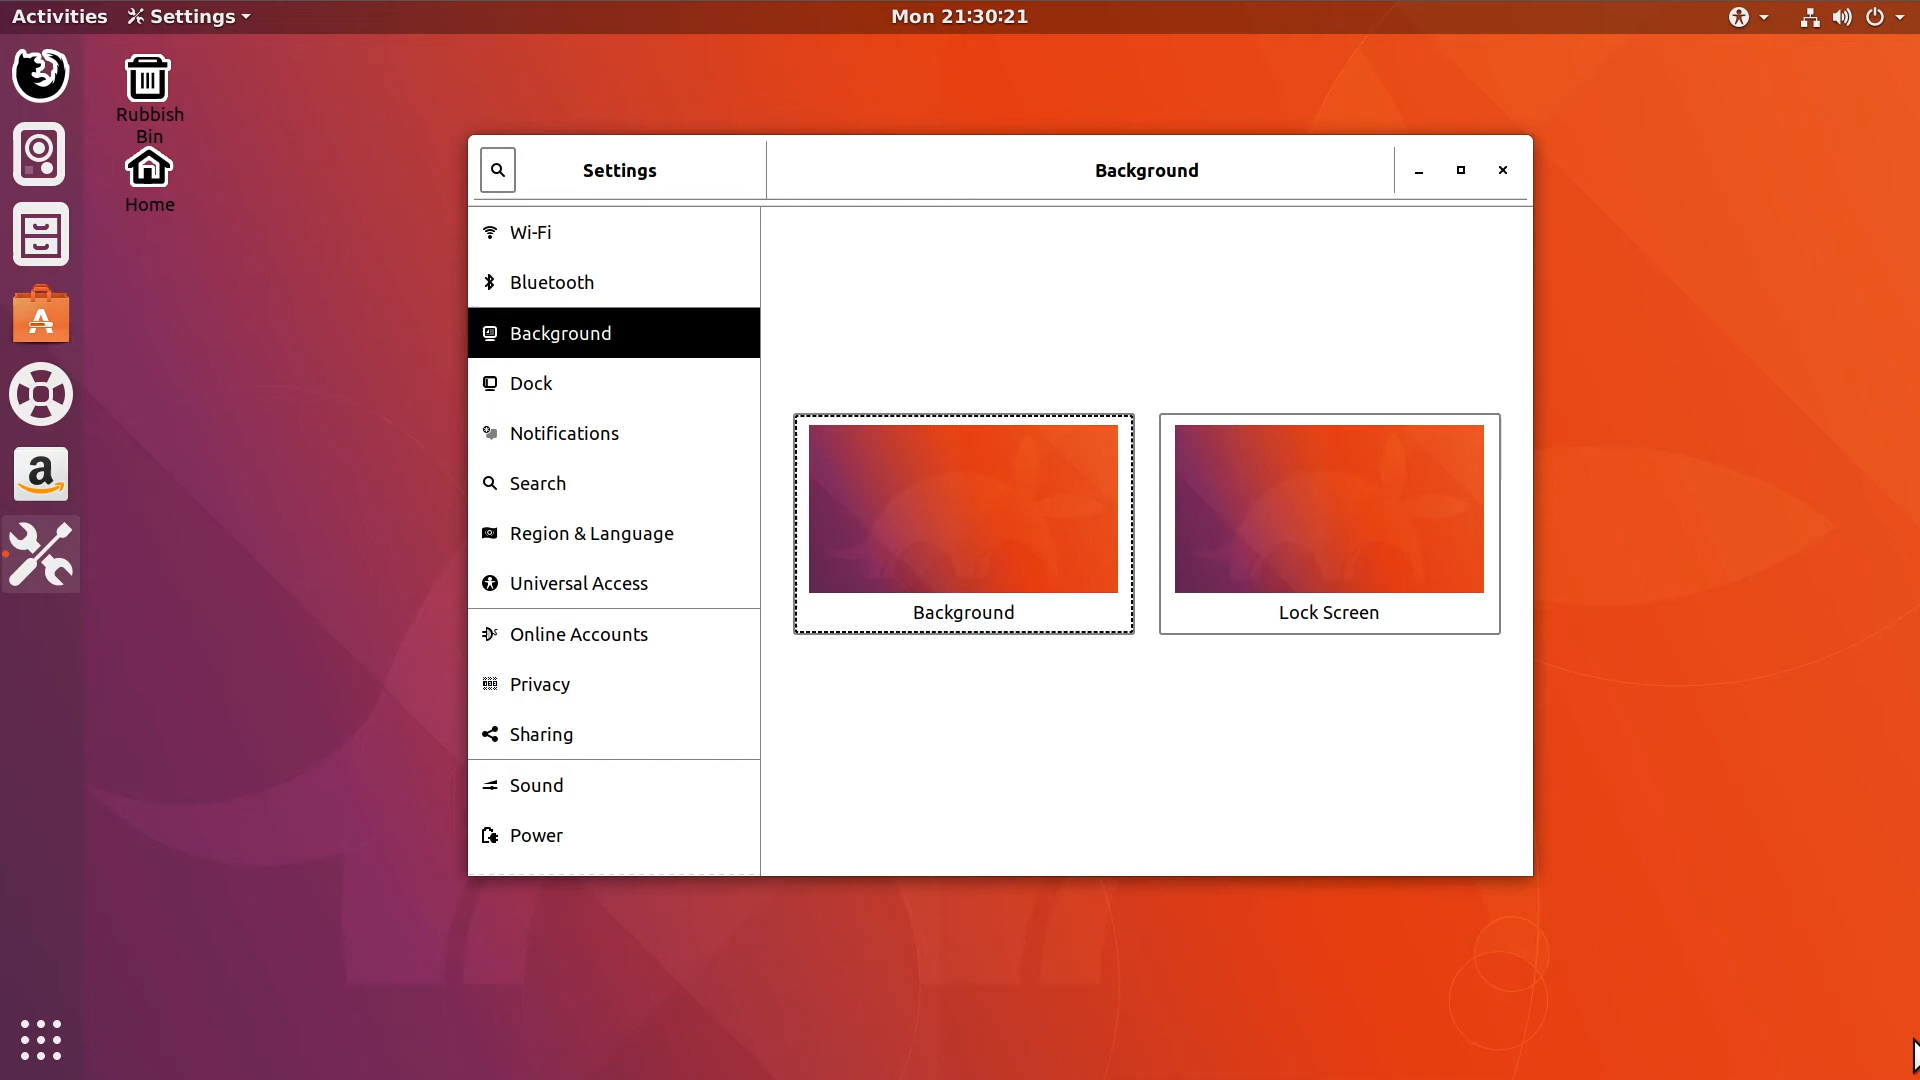 Activities
Settings
Mon 21:30:21
Rubbish
Bin
Home
Settings
Background
Wi-Fi
Bluetooth
Background
Dock
Notifications
Search
Region & Language
Universal Access
Online Accounts
Privacy
Sharing
Sound
Power
Background
Lock Screen